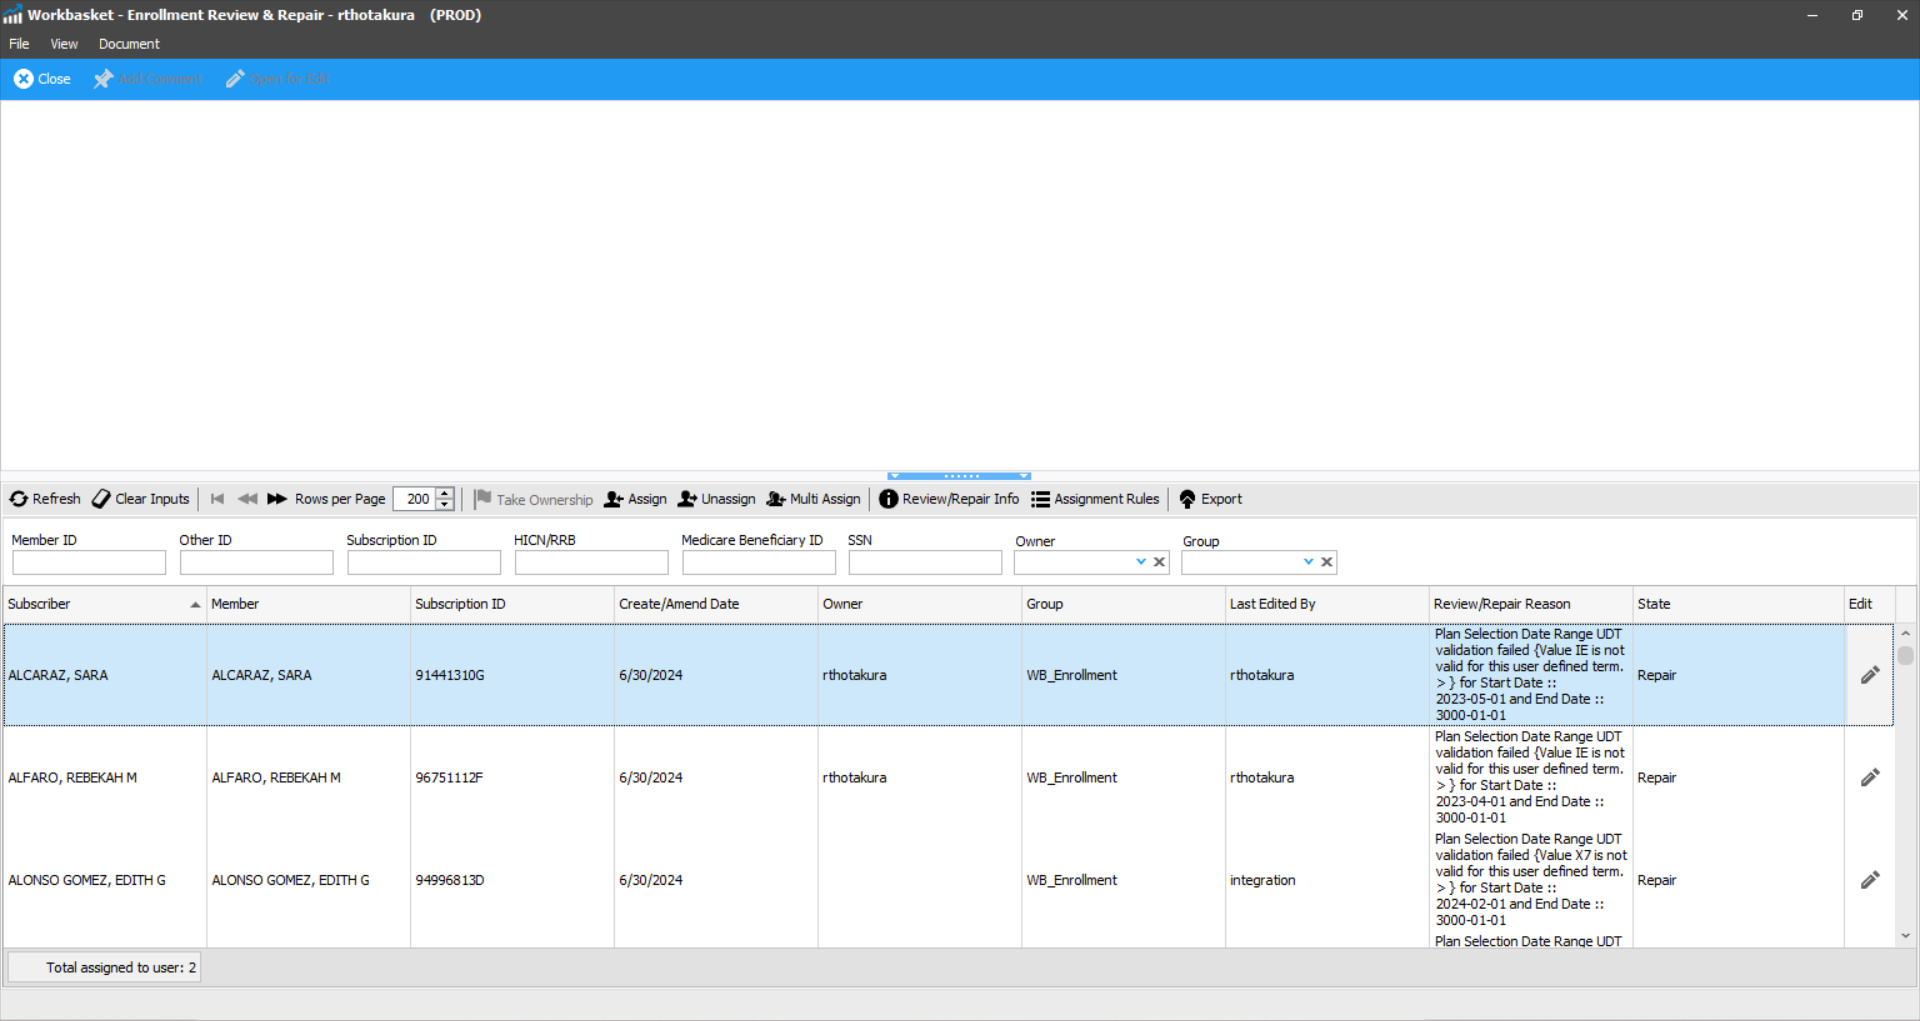 Workbasket - Enrollment Review & Repair - rthotakura (PROD)
File View Document
Close Add Comment Open for Edit
Refresh Clear Inputs Rows per Page 200 Take Ownership Assign Unassign Multi Assign Review/Repair Info Assignment Rules Export
Member ID Other ID Subscription ID HICN/RRB Medicare Beneficiary ID SSN Owner Group
Subscriber Member Subscription ID Create/Amend Date Owner Group Last Edited By Review/Repair Reason State Edit
ALCARAZ, SARA ALCARAZ, SARA 91441310G 6/30/2024 rthotakura WB_Enrollment rthotakura
Plan Selection Date Range UDT
validation failed {Value IE is not
valid for this user defined term.
> } for Start Date ::
2023-05-01 and End Date ::
3000-01-01
Repair
ALFARO, REBEKAH M ALFARO, REBEKAH M 96751112F 6/30/2024 rthotakura WB_Enrollment rthotakura
Plan Selection Date Range UDT
validation failed {Value IE is not
valid for this user defined term.
> } for Start Date ::
2023-04-01 and End Date ::
3000-01-01
Repair
ALONSO GOMEZ, EDITH G ALONSO GOMEZ, EDITH G 94996813D 6/30/2024 WB_Enrollment integration
Plan Selection Date Range UDT
validation failed {Value X7 is not
valid for this user defined term.
> } for Start Date ::
2024-02-01 and End Date ::
3000-01-01
Repair
Plan Selection Date Range UDT
Total assigned to user: 2